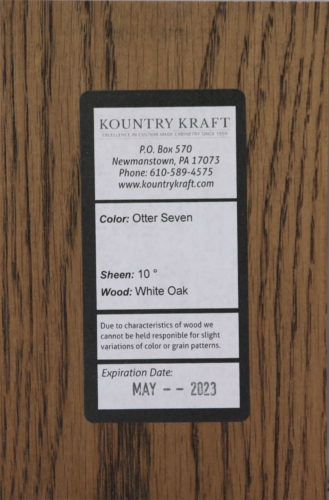 KOUNTRY KRAFT
EXCELLENCE IN CUSTOM MADE CABINETRY SINCE 1959
P.O. Box 570
Newmanstown, PA 17073
Phone: 610-589-4575
www.kountrykraft.com
Color: Otter Seven
Sheen: 10 °
Wood: White Oak
Due to characteristics of wood we
cannot be held responible for slight
variations of color or grain patterns.
Expiration Date:
MAY -- 2023